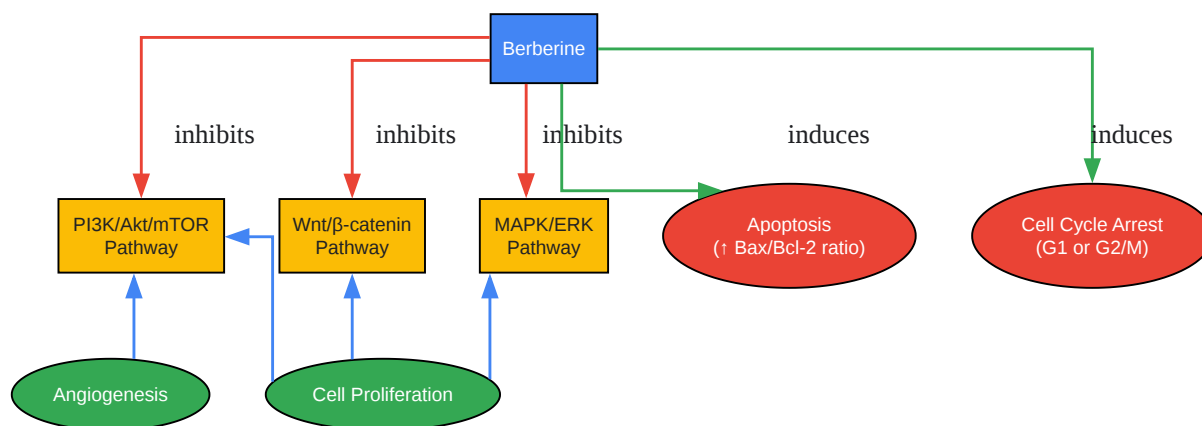 Berberine
inhibits
inhibits
inhibits
induces
induces
PI3K/Akt/mTOR
Pathway
Wnt/β-catenin
Pathway
MAPK/ERK
Pathway
Apoptosis
(↑ Bax/Bcl-2 ratio)
Cell Cycle Arrest
(G1 or G2/M)
Angiogenesis
Cell Proliferation